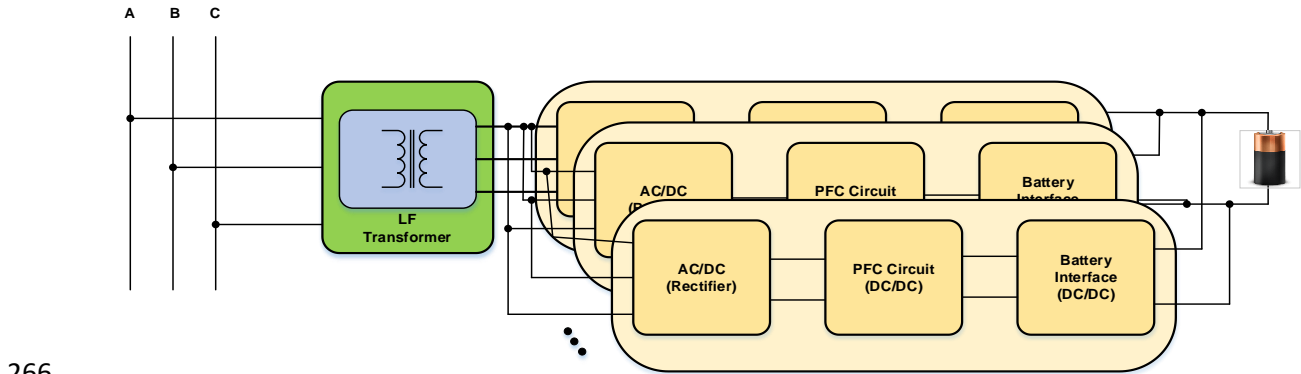 A B C
AC/DC
PFC Circuit
Battery
Interface
LF
Transformer
AC/DC
(Rectifier)
PFC Circuit
(DC/DC)
Battery
Interface
(DC/DC)
266